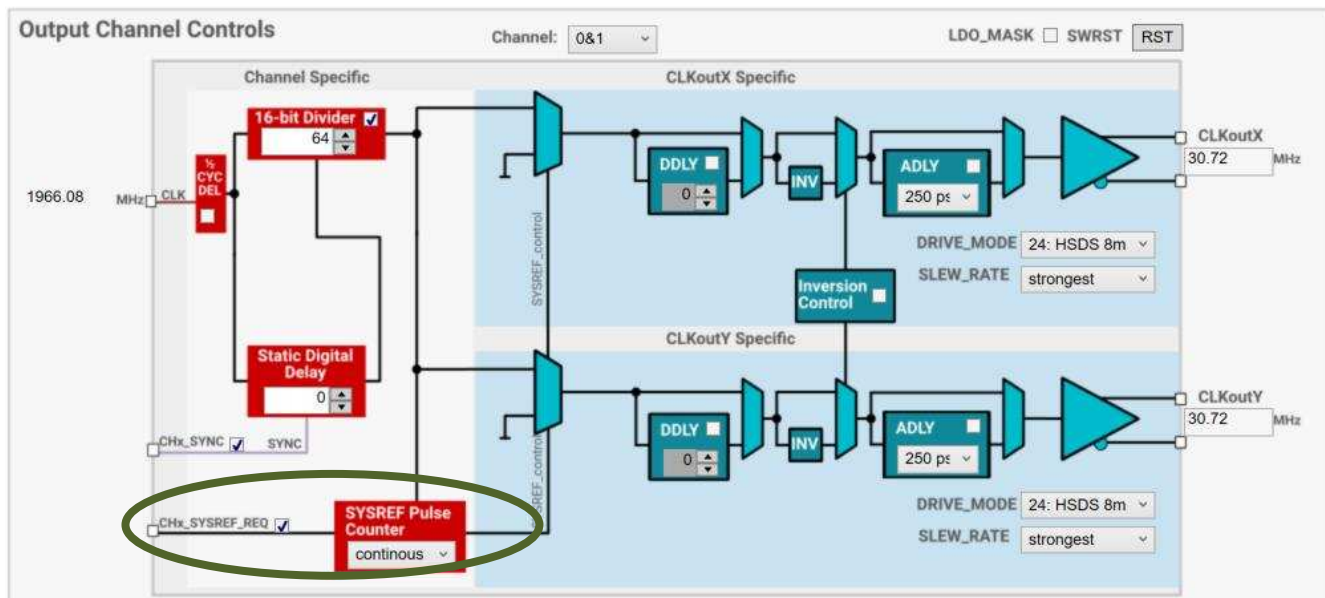 Output Channel Controls
Channel: 0&1
LDO_MASK SWRST RST
Channel Specific
CLKoutX Specific
16-bit Divider
64
½
CYC
DEL
1966.08 MHz CLK
DDLY
0
INV
ADLY
250 ps
CLKoutX
30.72 MHz
SYSREF_control
DRIVE_MODE 24: HSDS 8m
SLEW_RATE strongest
Inversion
Control
CLKoutY Specific
Static Digital
Delay
0
CHx_SYNC SYNC
DDLY
0
INV
ADLY
250 ps
CLKoutY
30.72 MHz
SYSREF_control
DRIVE_MODE 24: HSDS 8m
SLEW_RATE strongest
CHx_SYSREF_REQ
SYSREF Pulse
Counter
continous